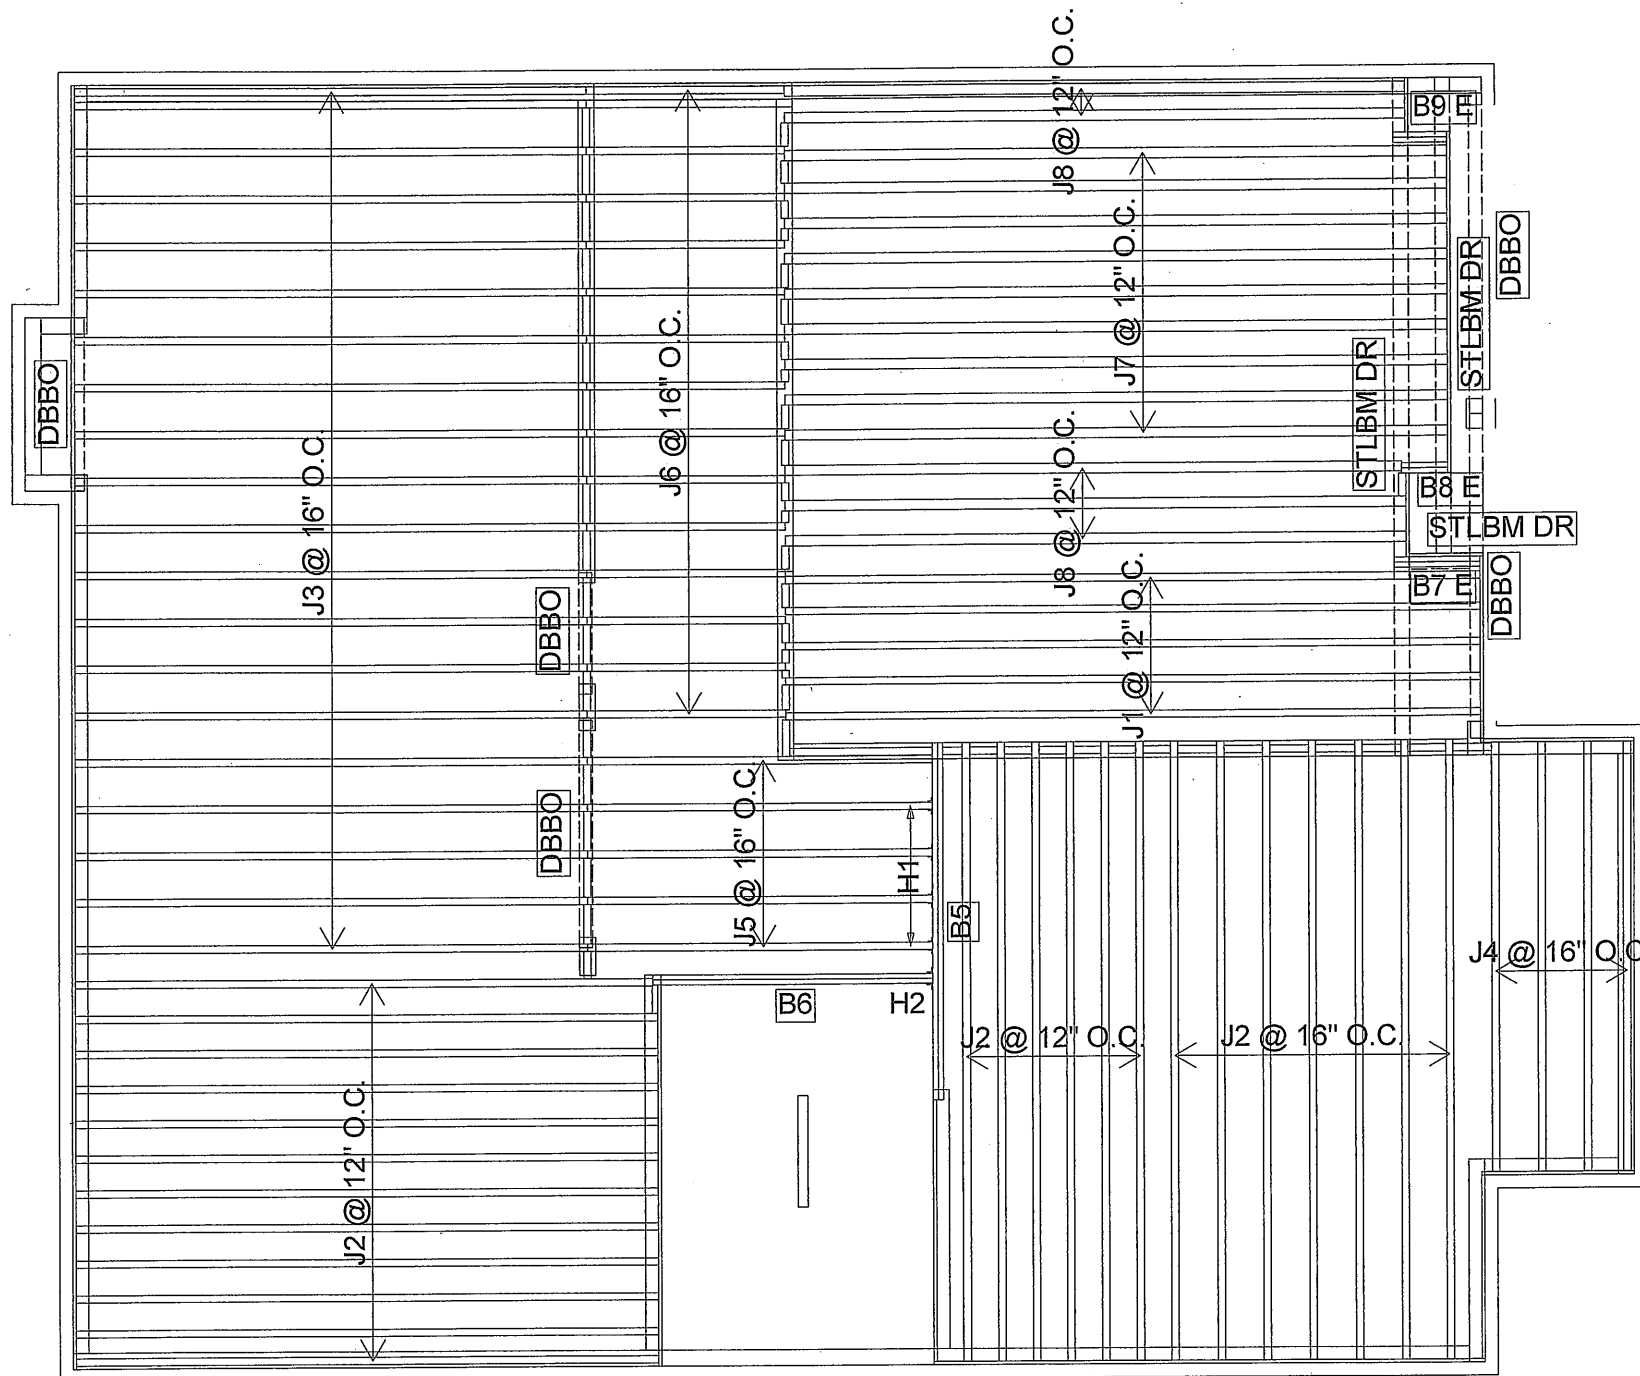 J8 @ 12" O.C.
B9 E
DBBO
STLBM DR
J7 @ 12" O.C.
J6 @ 16" O.C.
STLBM DR
DBBO
J3 @ 16" O.C.
J8 @ 12" O.C.
B8 E
STLBM DR
B7 E
DBBO
DBBO
J1 @ 12" O.C.
DBBO
J5 @ 16" O.C.
H1
B5
J4 @ 16" O.C
B6
H2
J2 @ 12" O.C.
J2 @ 16" O.C.
J2 @ 12" O.C.